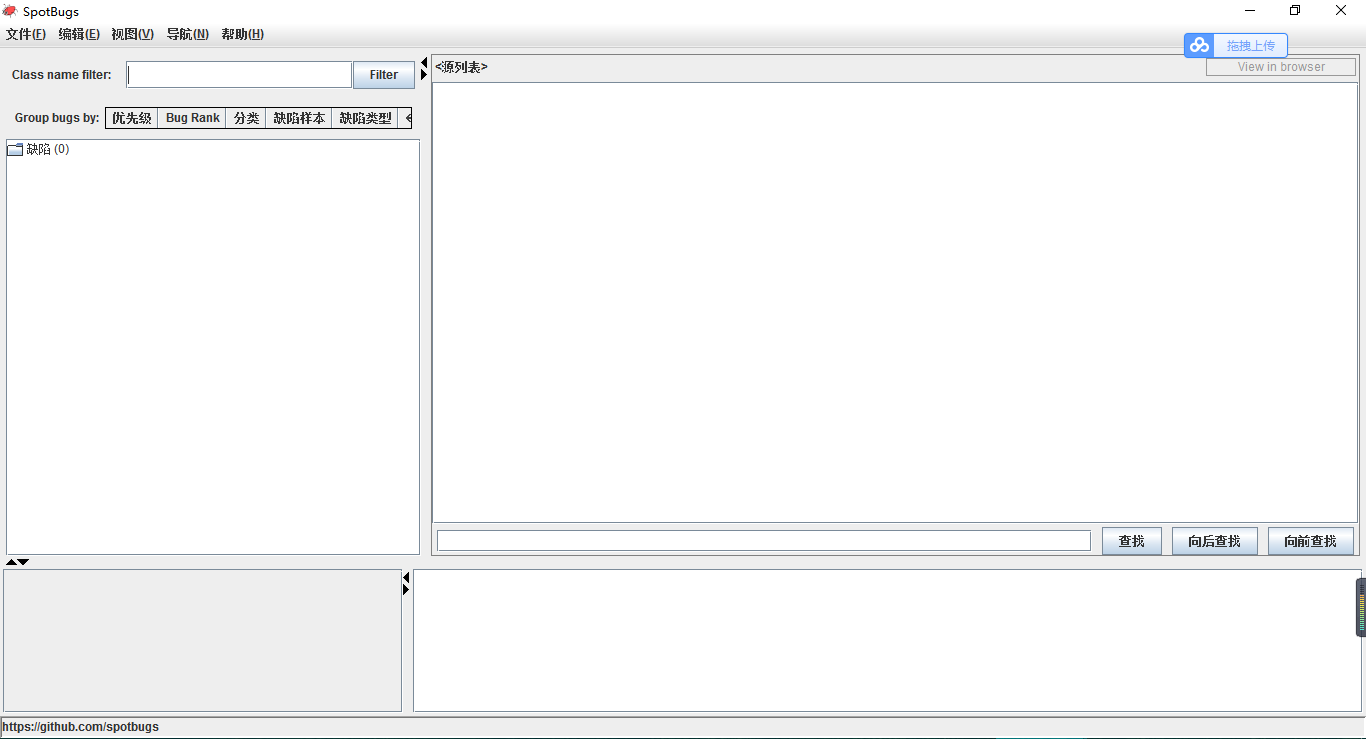 SpotBugs
文件(F) 编辑(E) 视图(V) 导航(N) 帮助(H)
拖拽上传
Class name filter: Filter
<源列表>
View in browser
Group bugs by: 优先级 Bug Rank 分类 缺陷样本 缺陷类型
缺陷 (0)
查找 向后查找 向前查找
https://github.com/spotbugs